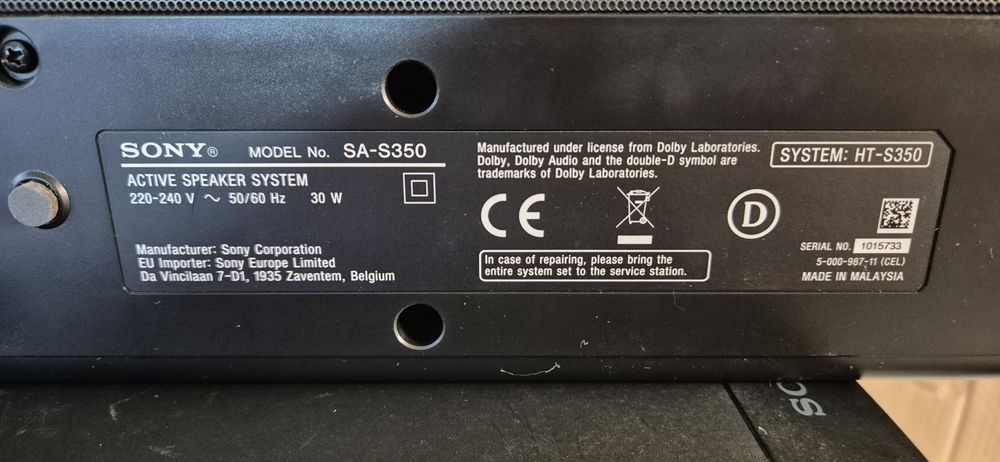 SONY® MODEL No. SA-S350
ACTIVE SPEAKER SYSTEM
220-240 V ～ 50/60 Hz 30 W
Manufacturer: Sony Corporation
EU Importer: Sony Europe Limited
Da Vincilaan 7-D1, 1935 Zaventem, Belgium
Manufactured under license from Dolby Laboratories.
Dolby, Dolby Audio and the double-D symbol are
trademarks of Dolby Laboratories.
CE
D
In case of repairing, please bring the
entire system set to the service station.
SYSTEM: HT-S350
SERIAL NO. 1015733
5-000-987-11 (CEL)
MADE IN MALAYSIA
SO